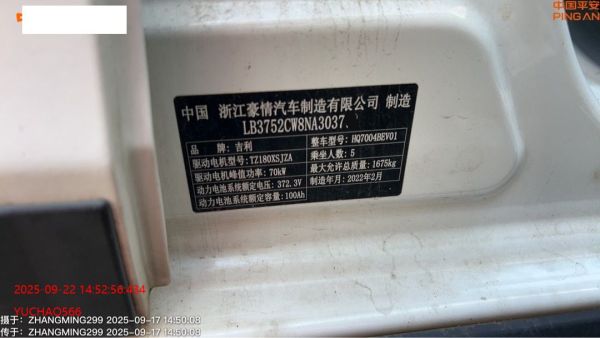 中国平安
PING AN
中国 浙江豪情汽车制造有限公司 制造
LB3752CW8NA3037
品 牌: 吉利
整车型号: HQ7004BEV01
驱动电机型号: TZ180XSJZA
乘坐人数: 5
驱动电机峰值功率: 70kW
最大允许总质量: 1675kg
动力电池系统额定电压: 372.3V
制造年月: 2022年2月
动力电池系统额定容量: 100Ah
2025-09-22 14:52:56:434
YUCHAO566
摄于: ZHANGMING299 2025-09-17 14:50:08
传于: ZHANGMING299 2025-09-17 14:50:08